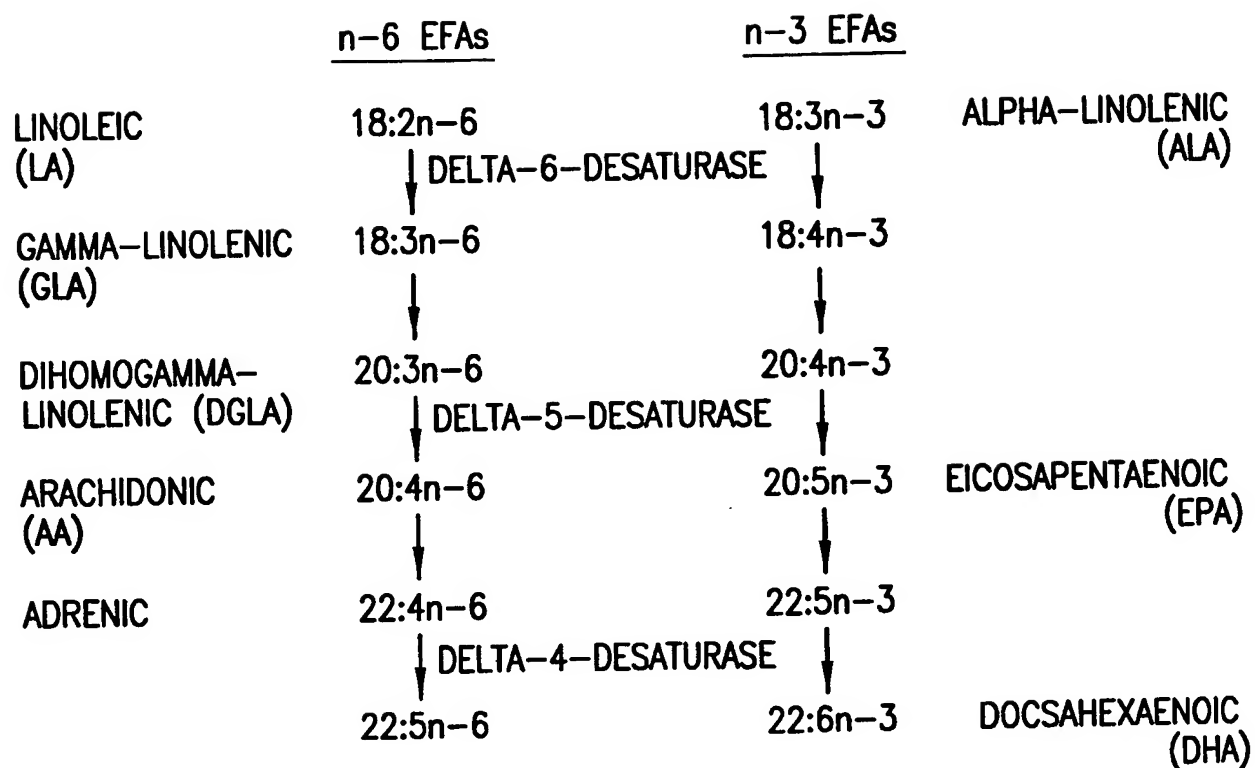 n-6 EFAs n-3 EFAs
LINOLEIC 18:2n-6 18:3n-3 ALPHA-LINOLENIC
(LA) DELTA-6-DESATURASE (ALA)
GAMMA-LINOLENIC 18:3n-6 18:4n-3
(GLA)
DIHOMOGAMMA- 20:3n-6 20:4n-3
LINOLENIC (DGLA) DELTA-5-DESATURASE
ARACHIDONIC 20:4n-6 20:5n-3 EICOSAPENTAENOIC
(AA) (EPA)
ADRENIC 22:4n-6 22:5n-3
DELTA-4-DESATURASE
22:5n-6 22:6n-3 DOCSAHEXAENOIC
(DHA)